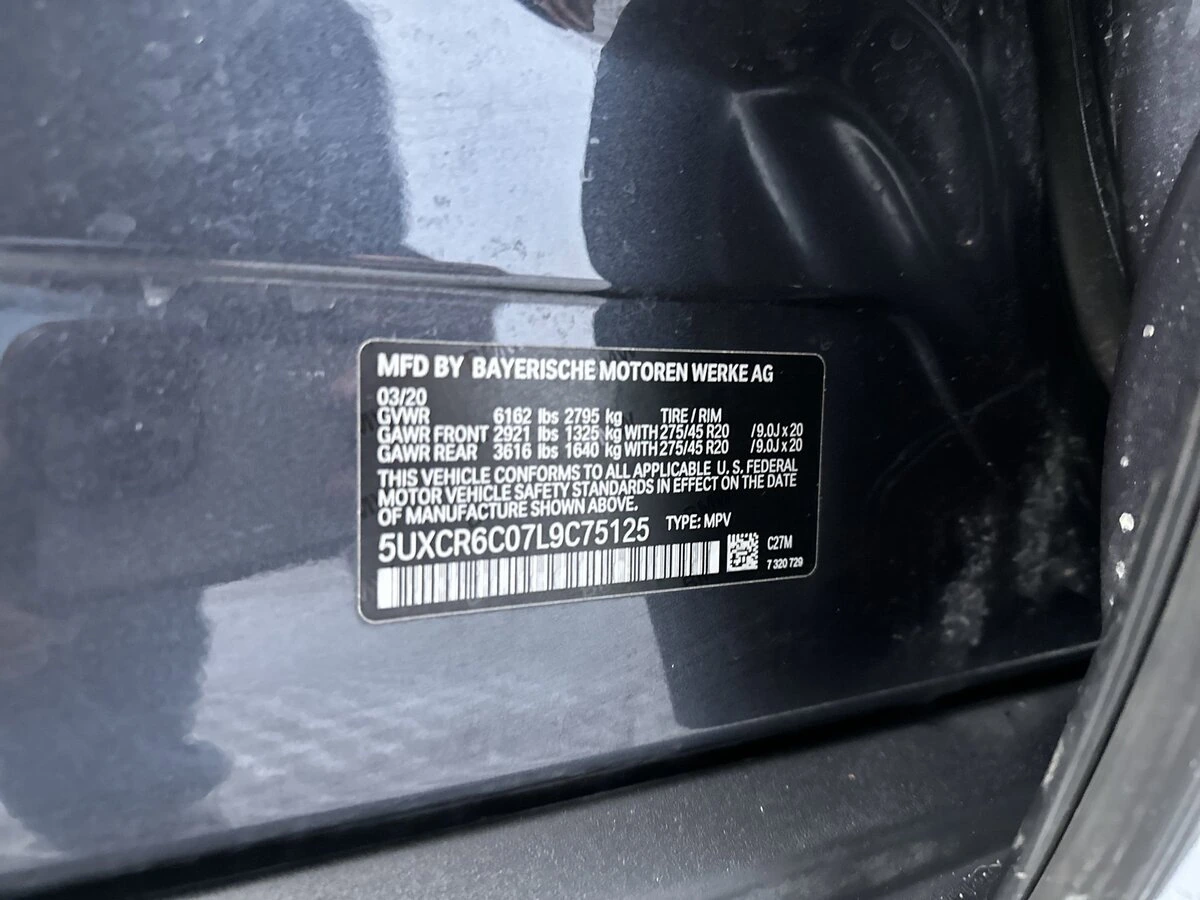 MFD BY BAYERISCHE MOTOREN WERKE AG
03/20
GVWR 6162 lbs 2795 kg TIRE / RIM
GAWR FRONT 2921 lbs 1325 kg WITH 275/45 R20 /9.0J x 20
GAWR REAR 3616 lbs 1640 kg WITH 275/45 R20 /9.0J x 20
THIS VEHICLE CONFORMS TO ALL APPLICABLE U. S. FEDERAL
MOTOR VEHICLE SAFETY STANDARDS IN EFFECT ON THE DATE
OF MANUFACTURE SHOWN ABOVE.
5UXCR6C07L9C75125 TYPE: MPV
C27M
7 320 729